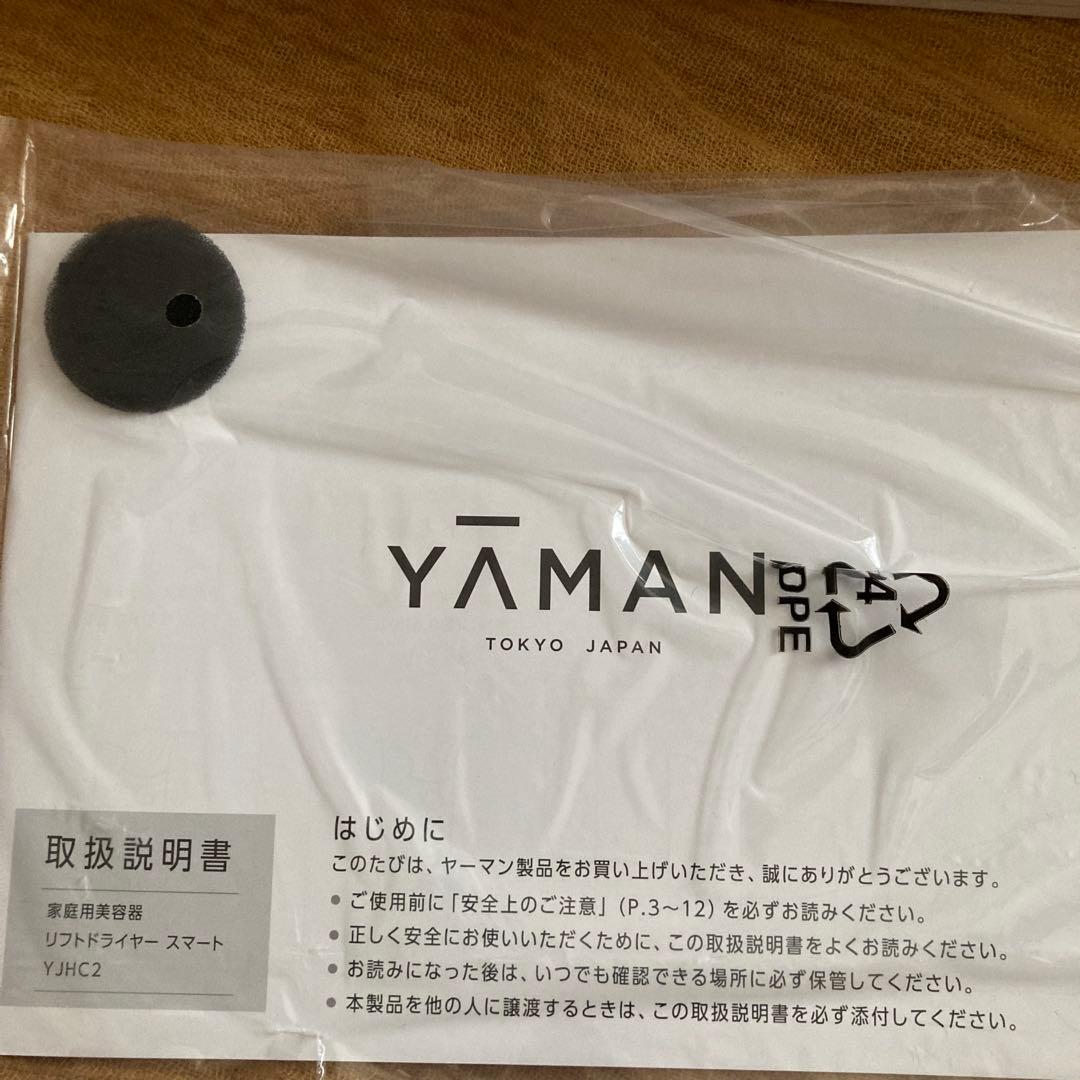 YAMAN
TOKYO JAPAN
4
LDPE
取扱説明書
家庭用美容器
リフトドライヤー スマート
YJHC2
はじめに
このたびは、ヤーマン製品をお買い上げいただき、誠にありがとうございます。
● ご使用前に「安全上のご注意」（P.3〜12）を必ずお読みください。
● 正しく安全にお使いいただくために、この取扱説明書をよくお読みください。
● お読みになった後は、いつでも確認できる場所に必ず保管してください。
● 本製品を他の人に譲渡するときは、この取扱説明書を必ず添付してください。